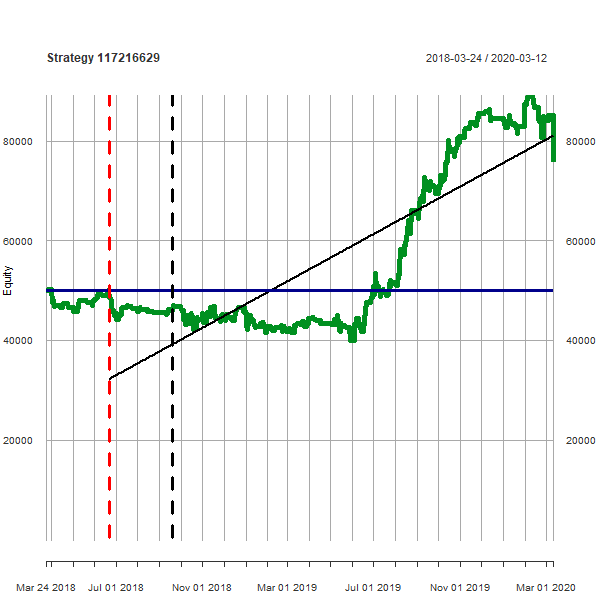 Strategy 117216629 2018-03-24 / 2020-03-12
80000 80000
60000 60000
Equity
40000 40000
20000 20000
Mar 24 2018 Jul 01 2018 Nov 01 2018 Mar 01 2019 Jul 01 2019 Nov 01 2019 Mar 01 2020